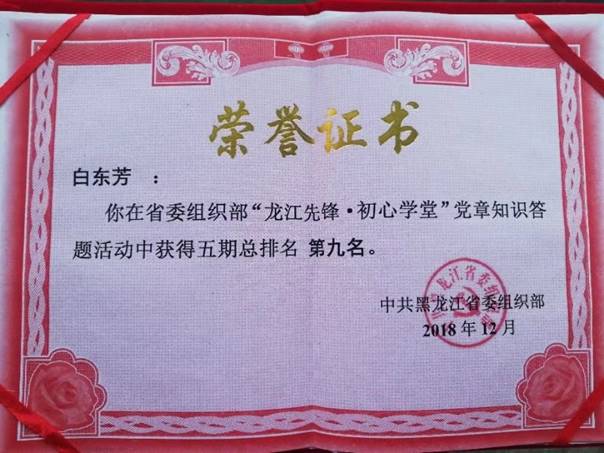 荣誉证书
白东芳 ：
你在省委组织部“龙江先锋·初心学堂”党章知识答
题活动中获得五期总排名 第九名。
中共黑龙江省委组织部
2018年12月